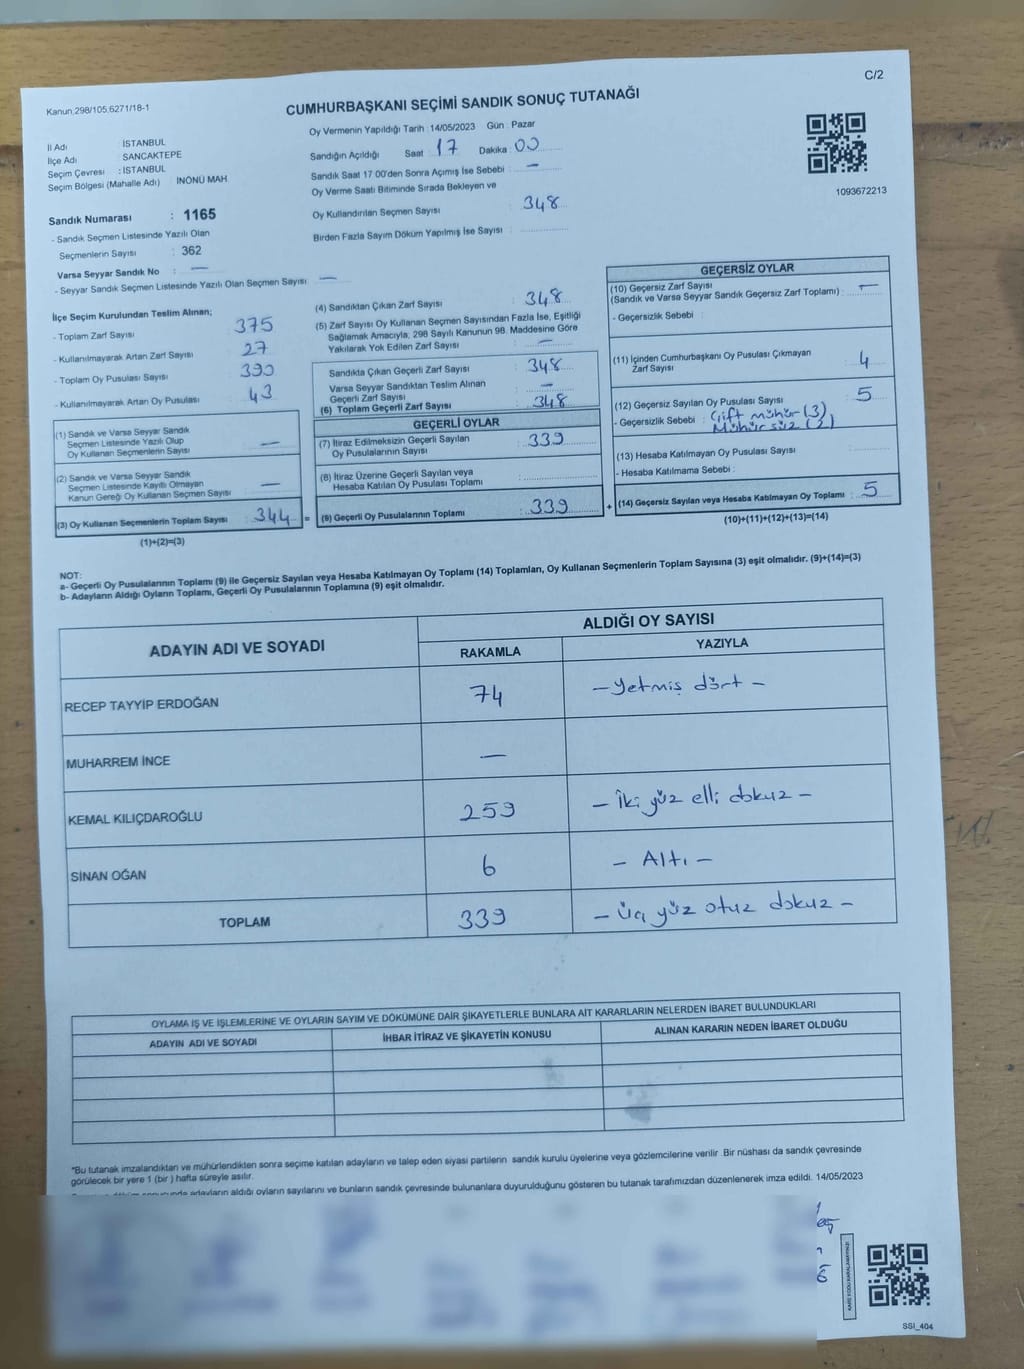 C/2
Kanun.298/105.6271/18-1
CUMHURBAŞKANI SEÇİMİ SANDIK SONUÇ TUTANAĞI
1093672213
İl Adı : İSTANBUL
İlçe Adı : SANCAKTEPE
Seçim Çevresi : İSTANBUL
Seçim Bölgesi (Mahalle Adı) : İNÖNÜ MAH
Sandık Numarası : 1165
- Sandık Seçmen Listesinde Yazılı Olan
Seçmenlerin Sayısı : 362
Varsa Seyyar Sandık No : —
- Seyyar Sandık Seçmen Listesinde Yazılı Olan Seçmen Sayısı —
Oy Vermenin Yapıldığı Tarih : 14/05/2023 Gün : Pazar
Sandığın Açıldığı Saat : 17 Dakika : 00
Sandık Saat 17:00'den Sonra Açılmış İse Sebebi : —
Oy Verme Saati Bitiminde Sırada Bekleyen ve
Oy Kullandırılan Seçmen Sayısı : 348
Birden Fazla Sayım Döküm Yapılmış İse Sayısı :
İlçe Seçim Kurulundan Teslim Alınan;
- Toplam Zarf Sayısı 375
- Kullanılmayarak Artan Zarf Sayısı 27
- Toplam Oy Pusulası Sayısı 390
- Kullanılmayarak Artan Oy Pusulası 43
(1) Sandık ve Varsa Seyyar Sandık
Seçmen Listesinde Yazılı Olup
Oy Kullanan Seçmenlerin Sayısı —
(2) Sandık ve Varsa Seyyar Sandık
Seçmen Listesinde Kayıtlı Olmayan
Kanun Gereği Oy Kullanan Seçmen Sayısı —
(3) Oy Kullanan Seçmenlerin Toplam Sayısı : 344 =
(1)+(2)=(3)
(4) Sandıktan Çıkan Zarf Sayısı : 348
(5) Zarf Sayısı Oy Kullanan Seçmen Sayısından Fazla İse, Eşitliği
Sağlamak Amacıyla, 298 Sayılı Kanunun 98. Maddesine Göre
Yakılarak Yok Edilen Zarf Sayısı : —
Sandıkta Çıkan Geçerli Zarf Sayısı : 348
Varsa Seyyar Sandıktan Teslim Alınan
Geçerli Zarf Sayısı : —
(6) Toplam Geçerli Zarf Sayısı : 348
GEÇERLİ OYLAR
(7) İtiraz Edilmeksizin Geçerli Sayılan
Oy Pusulalarının Sayısı : 339
(8) İtiraz Üzerine Geçerli Sayılan veya
Hesaba Katılan Oy Pusulası Toplamı :
(9) Geçerli Oy Pusulalarının Toplamı : 339 +
GEÇERSİZ OYLAR
(10) Geçersiz Zarf Sayısı
(Sandık ve Varsa Seyyar Sandık Geçersiz Zarf Toplamı) : —
- Geçersizlik Sebebi :
(11) İçinden Cumhurbaşkanı Oy Pusulası Çıkmayan
Zarf Sayısı : 4
(12) Geçersiz Sayılan Oy Pusulası Sayısı : 5
- Geçersizlik Sebebi : Çift mühür (3),
Mühürsüz (2)
(13) Hesaba Katılmayan Oy Pusulası Sayısı :
- Hesaba Katılmama Sebebi :
(14) Geçersiz Sayılan veya Hesaba Katılmayan Oy Toplamı : 5
(10)+(11)+(12)+(13)=(14)
NOT:
a- Geçerli Oy Pusulalarının Toplamı (9) ile Geçersiz Sayılan veya Hesaba Katılmayan Oy Toplamı (14) Toplamları, Oy Kullanan Seçmenlerin Toplam Sayısına (3) eşit olmalıdır. (9)+(14)=(3)
b- Adayların Aldığı Oyların Toplamı, Geçerli Oy Pusulalarının Toplamına (9) eşit olmalıdır.
ADAYIN ADI VE SOYADI ALDIĞI OY SAYISI
RAKAMLA YAZIYLA
RECEP TAYYİP ERDOĞAN 74 — Yetmiş dört —
MUHARREM İNCE —
KEMAL KILIÇDAROĞLU 259 — İki yüz elli dokuz —
SİNAN OĞAN 6 — Altı —
TOPLAM 339 — Üç yüz otuz dokuz —
OYLAMA İŞ VE İŞLEMLERİNE VE OYLARIN SAYIM VE DÖKÜMÜNE DAİR ŞİKAYETLERLE BUNLARA AİT KARARLARIN NELERDEN İBARET BULUNDUKLARI
ADAYIN ADI VE SOYADI İHBAR İTİRAZ VE ŞİKAYETİN KONUSU ALINAN KARARIN NEDEN İBARET OLDUĞU
*Bu tutanak imzalandıktan ve mühürlendikten sonra seçime katılan adayların ve talep eden siyasi partilerin sandık kurulu üyelerine veya gözlemcilerine verilir. Bir nüshası da sandık çevresinde
görülecek bir yere 1 (bir ) hafta süreyle asılır.
adayların aldığı oyların sayılarını ve bunların sandık çevresinde bulunanlara duyurulduğunu gösteren bu tutanak tarafımızdan düzenlenerek imza edildi. 14/05/2023
KARE KODU KARALAMAYINIZ!
SSI_404